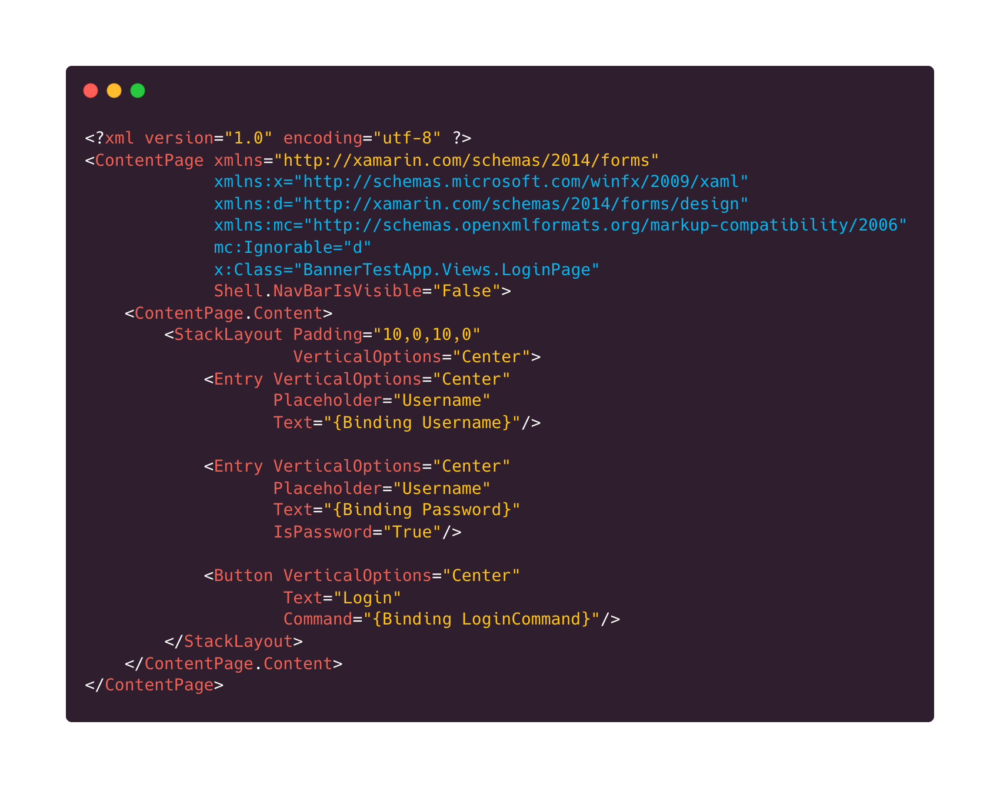 <?xml version="1.0" encoding="utf-8" ?>
<ContentPage xmlns="http://xamarin.com/schemas/2014/forms"
             xmlns:x="http://schemas.microsoft.com/winfx/2009/xaml"
             xmlns:d="http://xamarin.com/schemas/2014/forms/design"
             xmlns:mc="http://schemas.openxmlformats.org/markup-compatibility/2006"
             mc:Ignorable="d"
             x:Class="BannerTestApp.Views.LoginPage"
             Shell.NavBarIsVisible="False">
    <ContentPage.Content>
        <StackLayout Padding="10,0,10,0"
                     VerticalOptions="Center">
            <Entry VerticalOptions="Center"
                   Placeholder="Username"
                   Text="{Binding Username}"/>

            <Entry VerticalOptions="Center"
                   Placeholder="Username"
                   Text="{Binding Password}"
                   IsPassword="True"/>

            <Button VerticalOptions="Center"
                    Text="Login"
                    Command="{Binding LoginCommand}"/>
        </StackLayout>
    </ContentPage.Content>
</ContentPage>